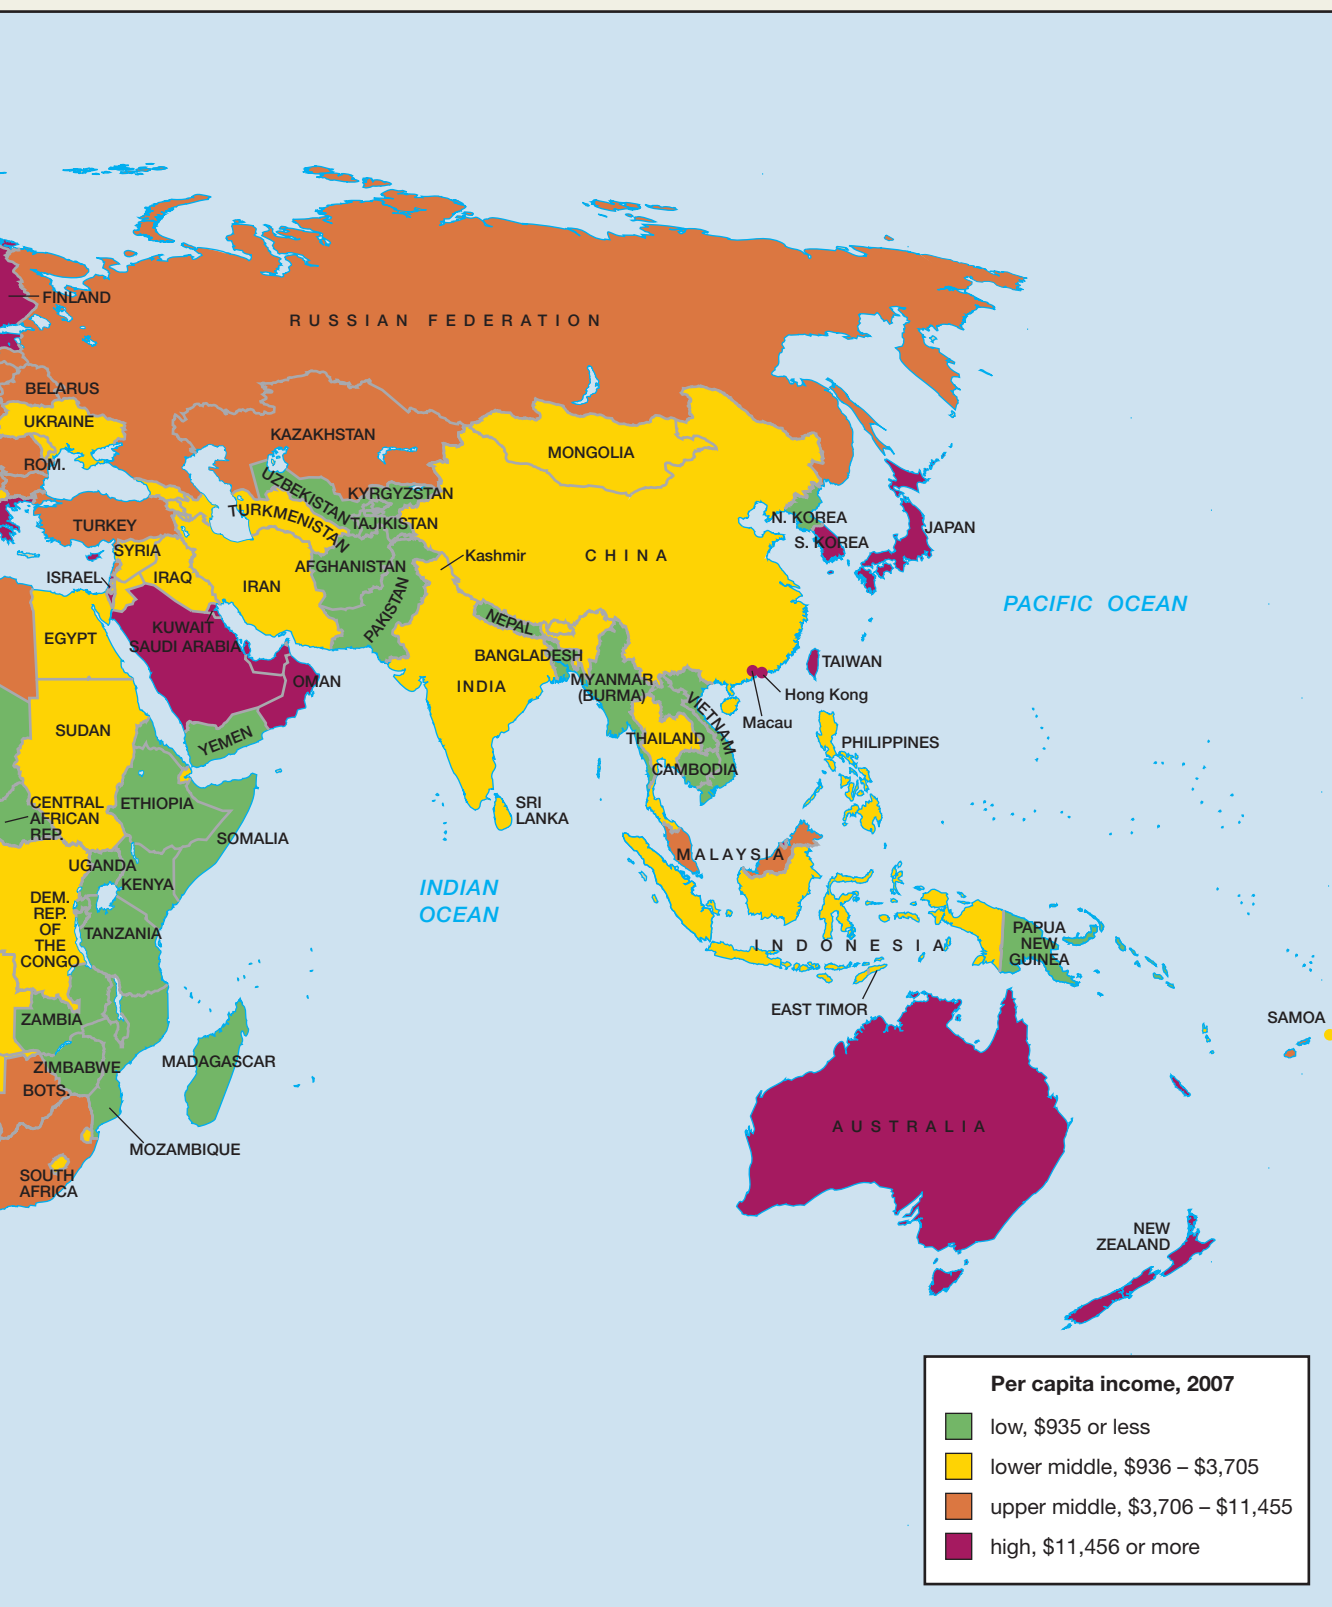 FINLAND
RUSSIAN FEDERATION
BELARUS
UKRAINE
KAZAKHSTAN
MONGOLIA
ROM.
UZBEKISTAN
KYRGYZSTAN
TURKMENISTAN
TAJIKISTAN
N. KOREA
TURKEY
JAPAN
S. KOREA
SYRIA
Kashmir
CHINA
AFGHANISTAN
ISRAEL
IRAQ
IRAN
PAKISTAN
PACIFIC OCEAN
NEPAL
KUWAIT
EGYPT
SAUDI ARABIA
BANGLADESH
TAIWAN
OMAN
MYANMAR
(BURMA)
INDIA
Hong Kong
VIETNAM
Macau
SUDAN
YEMEN
THAILAND
PHILIPPINES
CAMBODIA
CENTRAL
AFRICAN
REP.
ETHIOPIA
SRI
LANKA
SOMALIA
MALAYSIA
UGANDA
KENYA
INDIAN
OCEAN
DEM.
REP.
OF
THE
CONGO
TANZANIA
INDONESIA
PAPUA
NEW
GUINEA
EAST TIMOR
ZAMBIA
SAMOA
MADAGASCAR
ZIMBABWE
BOTS.
AUSTRALIA
MOZAMBIQUE
SOUTH
AFRICA
NEW
ZEALAND
Per capita income, 2007
low, $935 or less
lower middle, $936 – $3,705
upper middle, $3,706 – $11,455
high, $11,456 or more